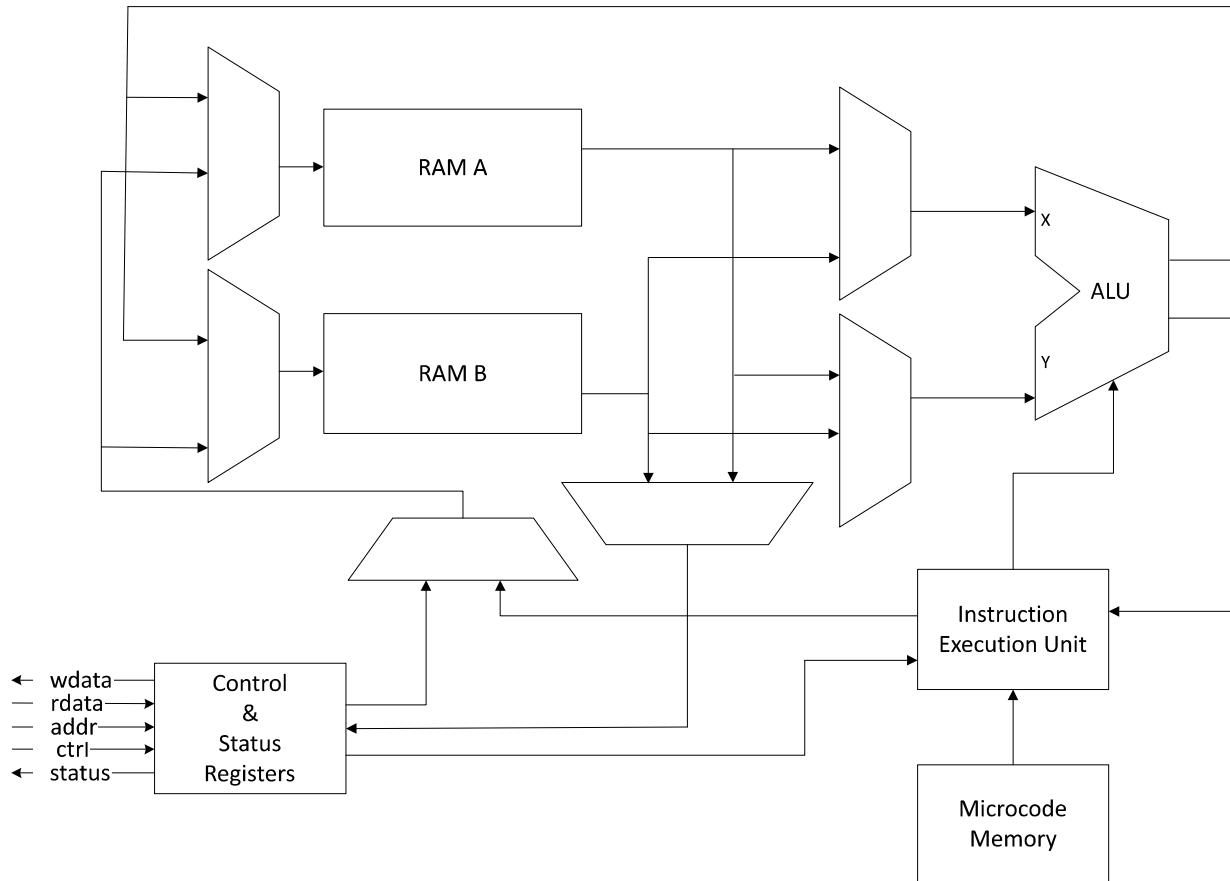 RAM A
X
ALU
RAM B
Y
Instruction
Execution Unit
wdata
rdata
addr
ctrl
status
Control
&
Status
Registers
Microcode
Memory